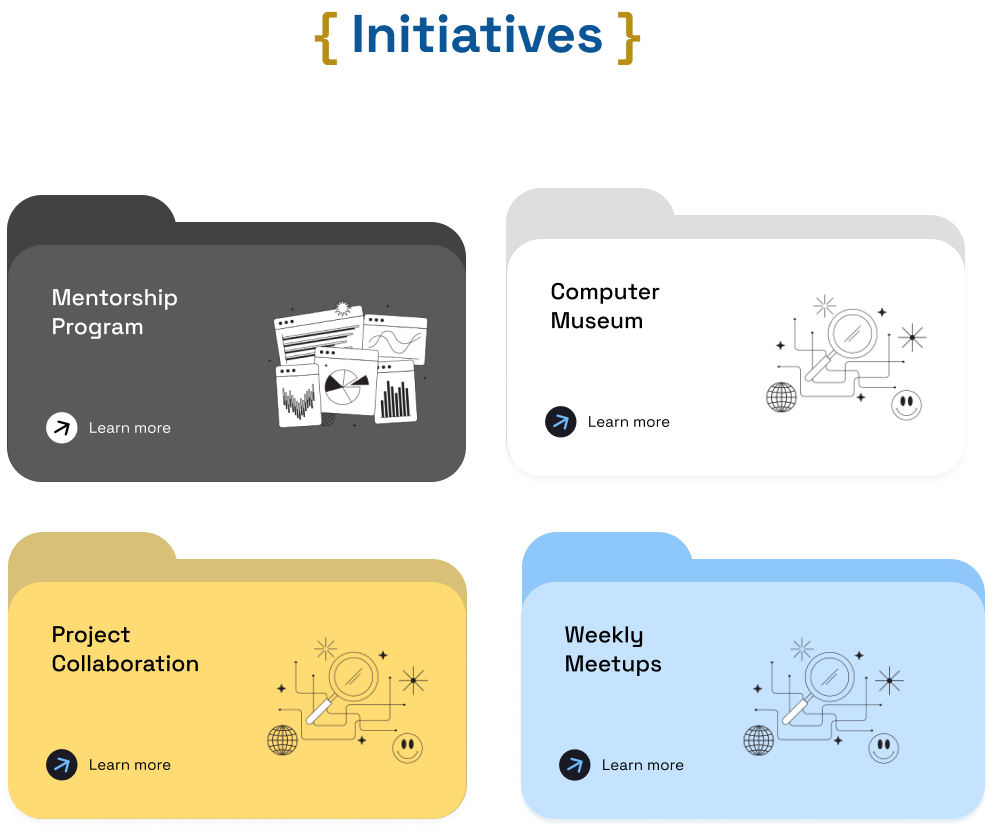 { Initiatives }
Mentorship
Program
Learn more
Computer
Museum
Learn more
Project
Collaboration
Learn more
Weekly
Meetups
Learn more